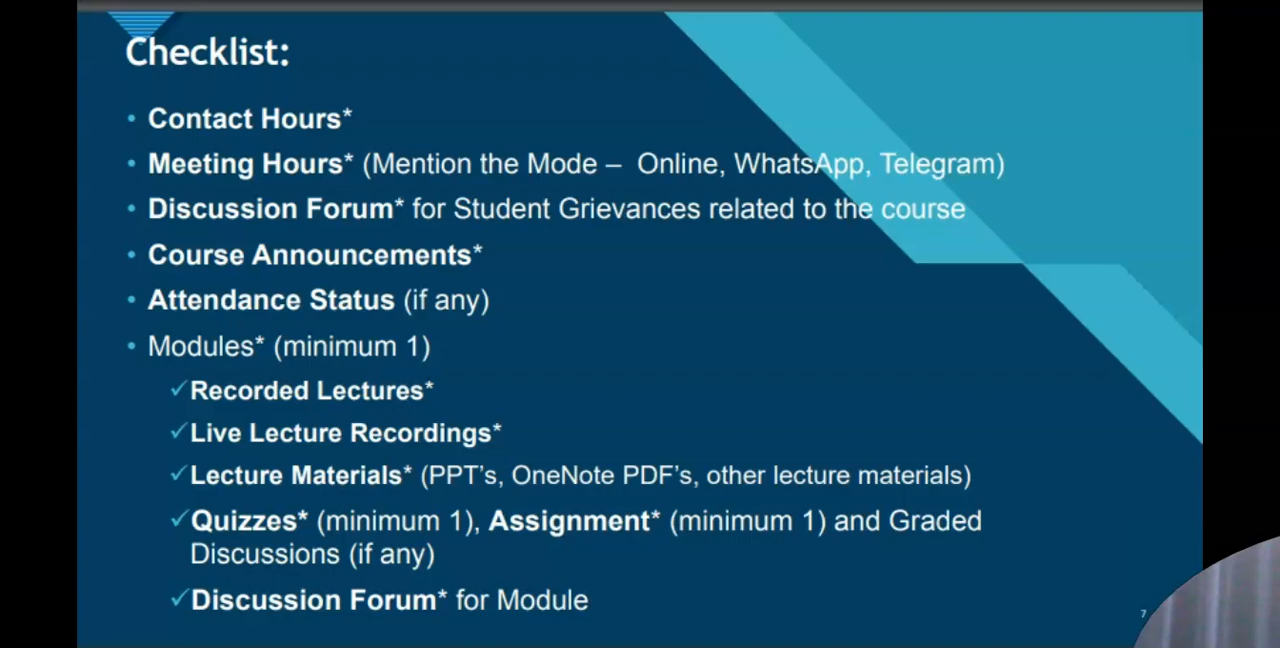 Checklist:
• Contact Hours*
• Meeting Hours* (Mention the Mode – Online, WhatsApp, Telegram)
• Discussion Forum* for Student Grievances related to the course
• Course Announcements*
• Attendance Status (if any)
• Modules* (minimum 1)
✓Recorded Lectures*
✓Live Lecture Recordings*
✓Lecture Materials* (PPT's, OneNote PDF's, other lecture materials)
✓Quizzes* (minimum 1), Assignment* (minimum 1) and Graded
Discussions (if any)
✓Discussion Forum* for Module
7